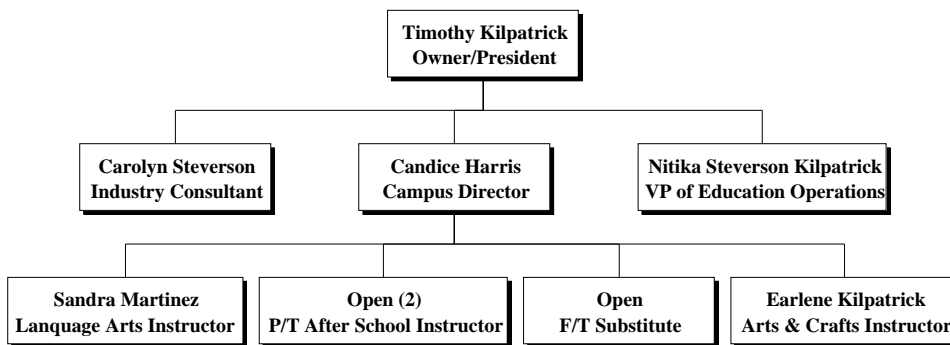 Timothy Kilpatrick
Owner/President
Carolyn Steverson
Industry Consultant
Candice Harris
Campus Director
Nitika Steverson Kilpatrick
VP of Education Operations
Sandra Martinez
Lanquage Arts Instructor
Open (2)
P/T After School Instructor
Open
F/T Substitute
Earlene Kilpatrick
Arts & Crafts Instructor